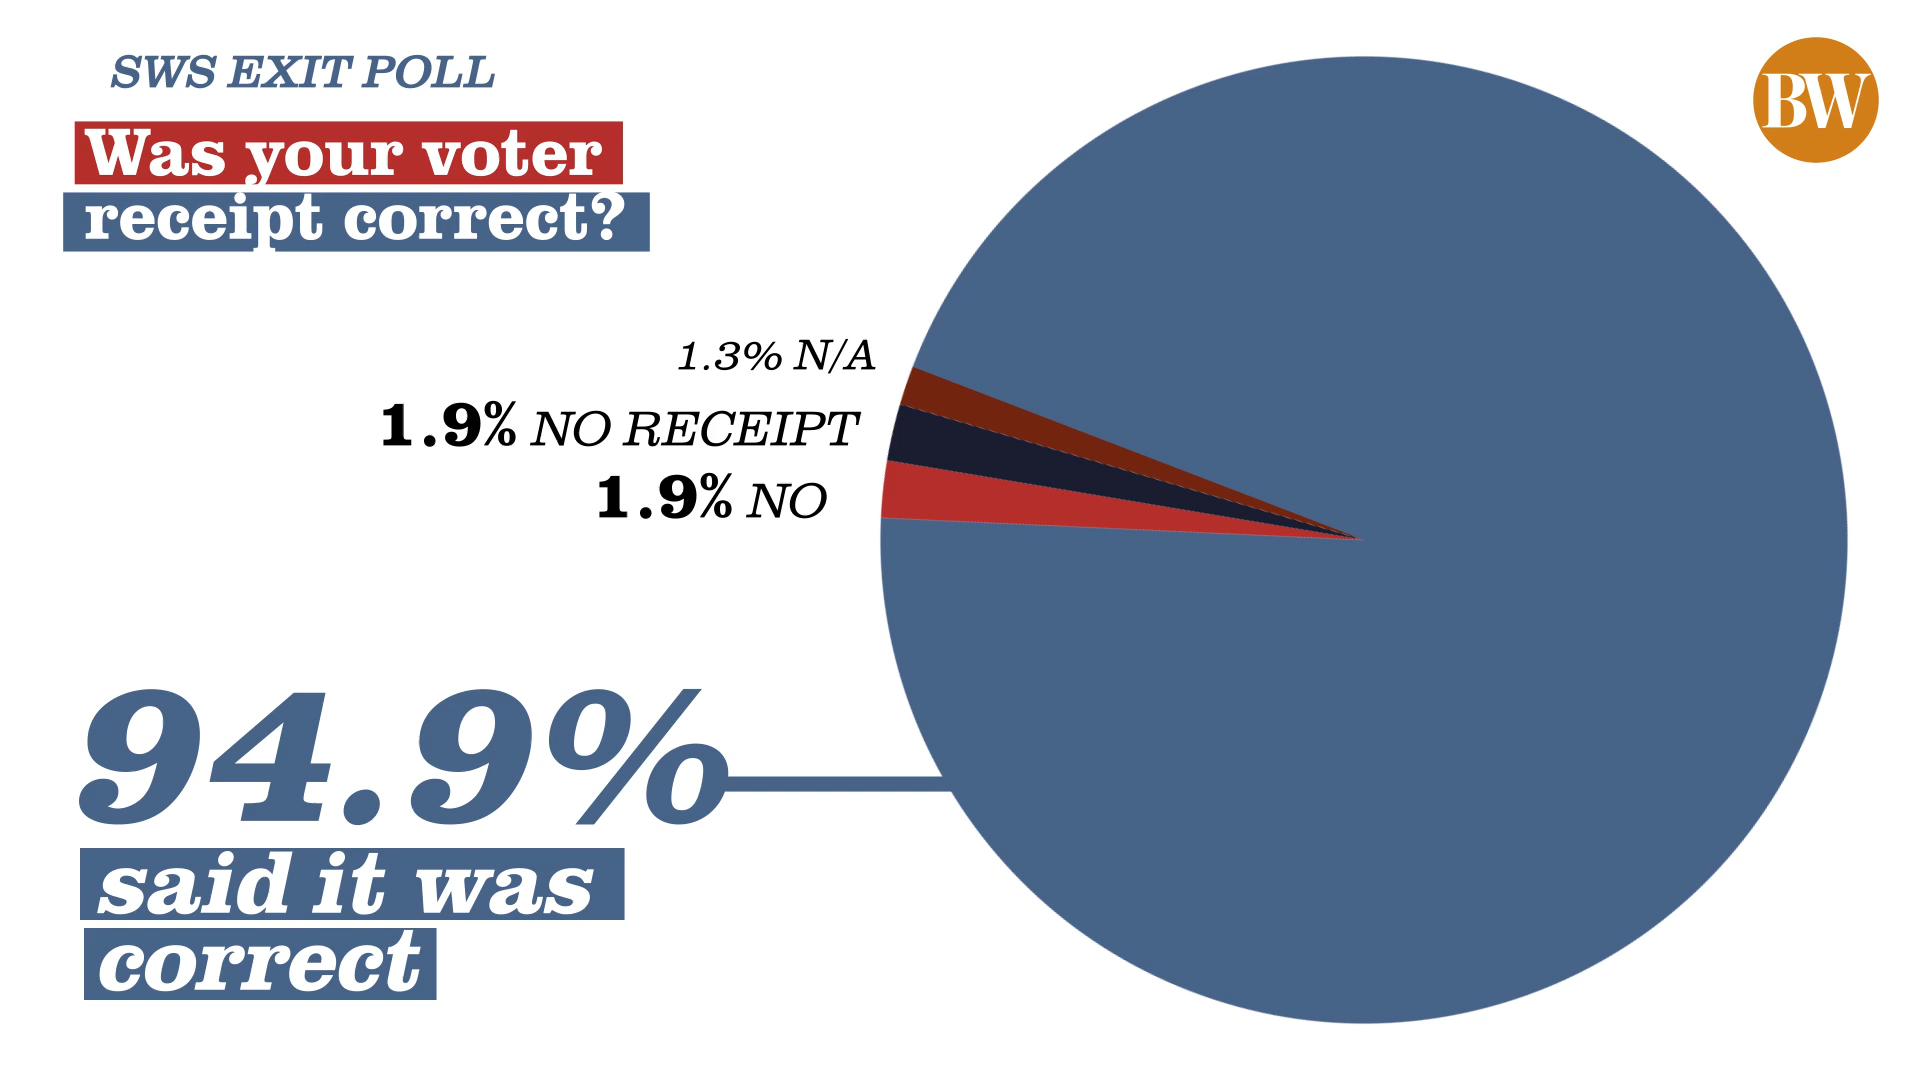 SWS EXIT POLL
BW
Was your voter
receipt correct?
1.3% N/A
1.9% NO RECEIPT
1.9% NO
94.9%
said it was
correct